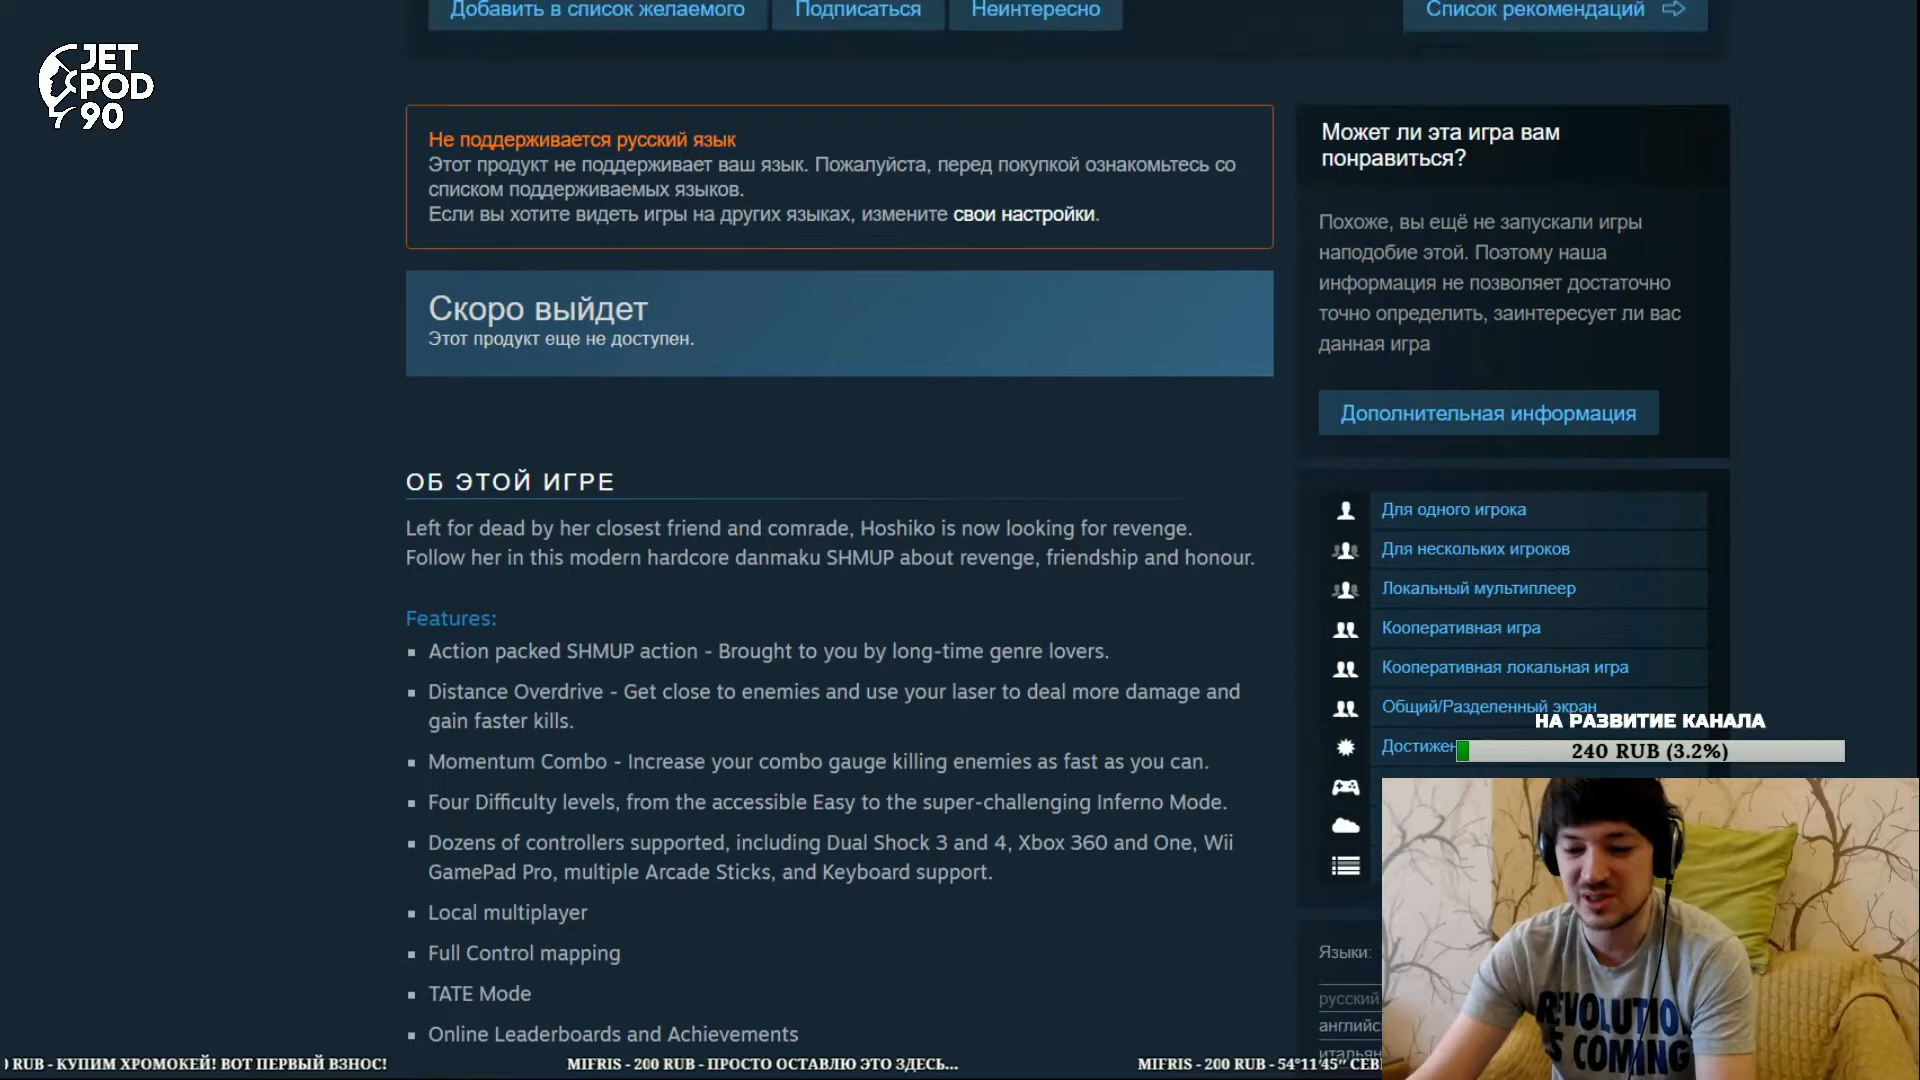 Добавить в список желаемого
Подписаться
Неинтересно
Список рекомендаций
JET
POD
90
Не поддерживается русский язык
Этот продукт не поддерживает ваш язык. Пожалуйста, перед покупкой ознакомьтесь со
списком поддерживаемых языков.
Если вы хотите видеть игры на других языках, измените свои настройки.
Скоро выйдет
Этот продукт еще не доступен.
ОБ ЭТОЙ ИГРЕ
Left for dead by her closest friend and comrade, Hoshiko is now looking for revenge.
Follow her in this modern hardcore danmaku SHMUP about revenge, friendship and honour.
Features:
Action packed SHMUP action - Brought to you by long-time genre lovers.
Distance Overdrive - Get close to enemies and use your laser to deal more damage and
gain faster kills.
Momentum Combo - Increase your combo gauge killing enemies as fast as you can.
Four Difficulty levels, from the accessible Easy to the super-challenging Inferno Mode.
Dozens of controllers supported, including Dual Shock 3 and 4, Xbox 360 and One, Wii
GamePad Pro, multiple Arcade Sticks, and Keyboard support.
Local multiplayer
Full Control mapping
TATE Mode
Online Leaderboards and Achievements
Может ли эта игра вам
понравиться?
Похоже, вы ещё не запускали игры
наподобие этой. Поэтому наша
информация не позволяет достаточно
точно определить, заинтересует ли вас
данная игра
Дополнительная информация
Для одного игрока
Для нескольких игроков
Локальный мультиплеер
Кооперативная игра
Кооперативная локальная игра
Общий/Разделенный экран
НА РАЗВИТИЕ КАНАЛА
Достижен
240 RUB (3.2%)
Языки:
русский
английс
итальян
REVOLUTIO
IS COMING
RUB - КУПИМ ХРОМОКЕЙ! ВОТ ПЕРВЫЙ ВЗНОС!
MIFRIS - 200 RUB - ПРОСТО ОСТАВЛЮ ЭТО ЗДЕСЬ...
MIFRIS - 200 RUB - 54°11'45" СЕВ